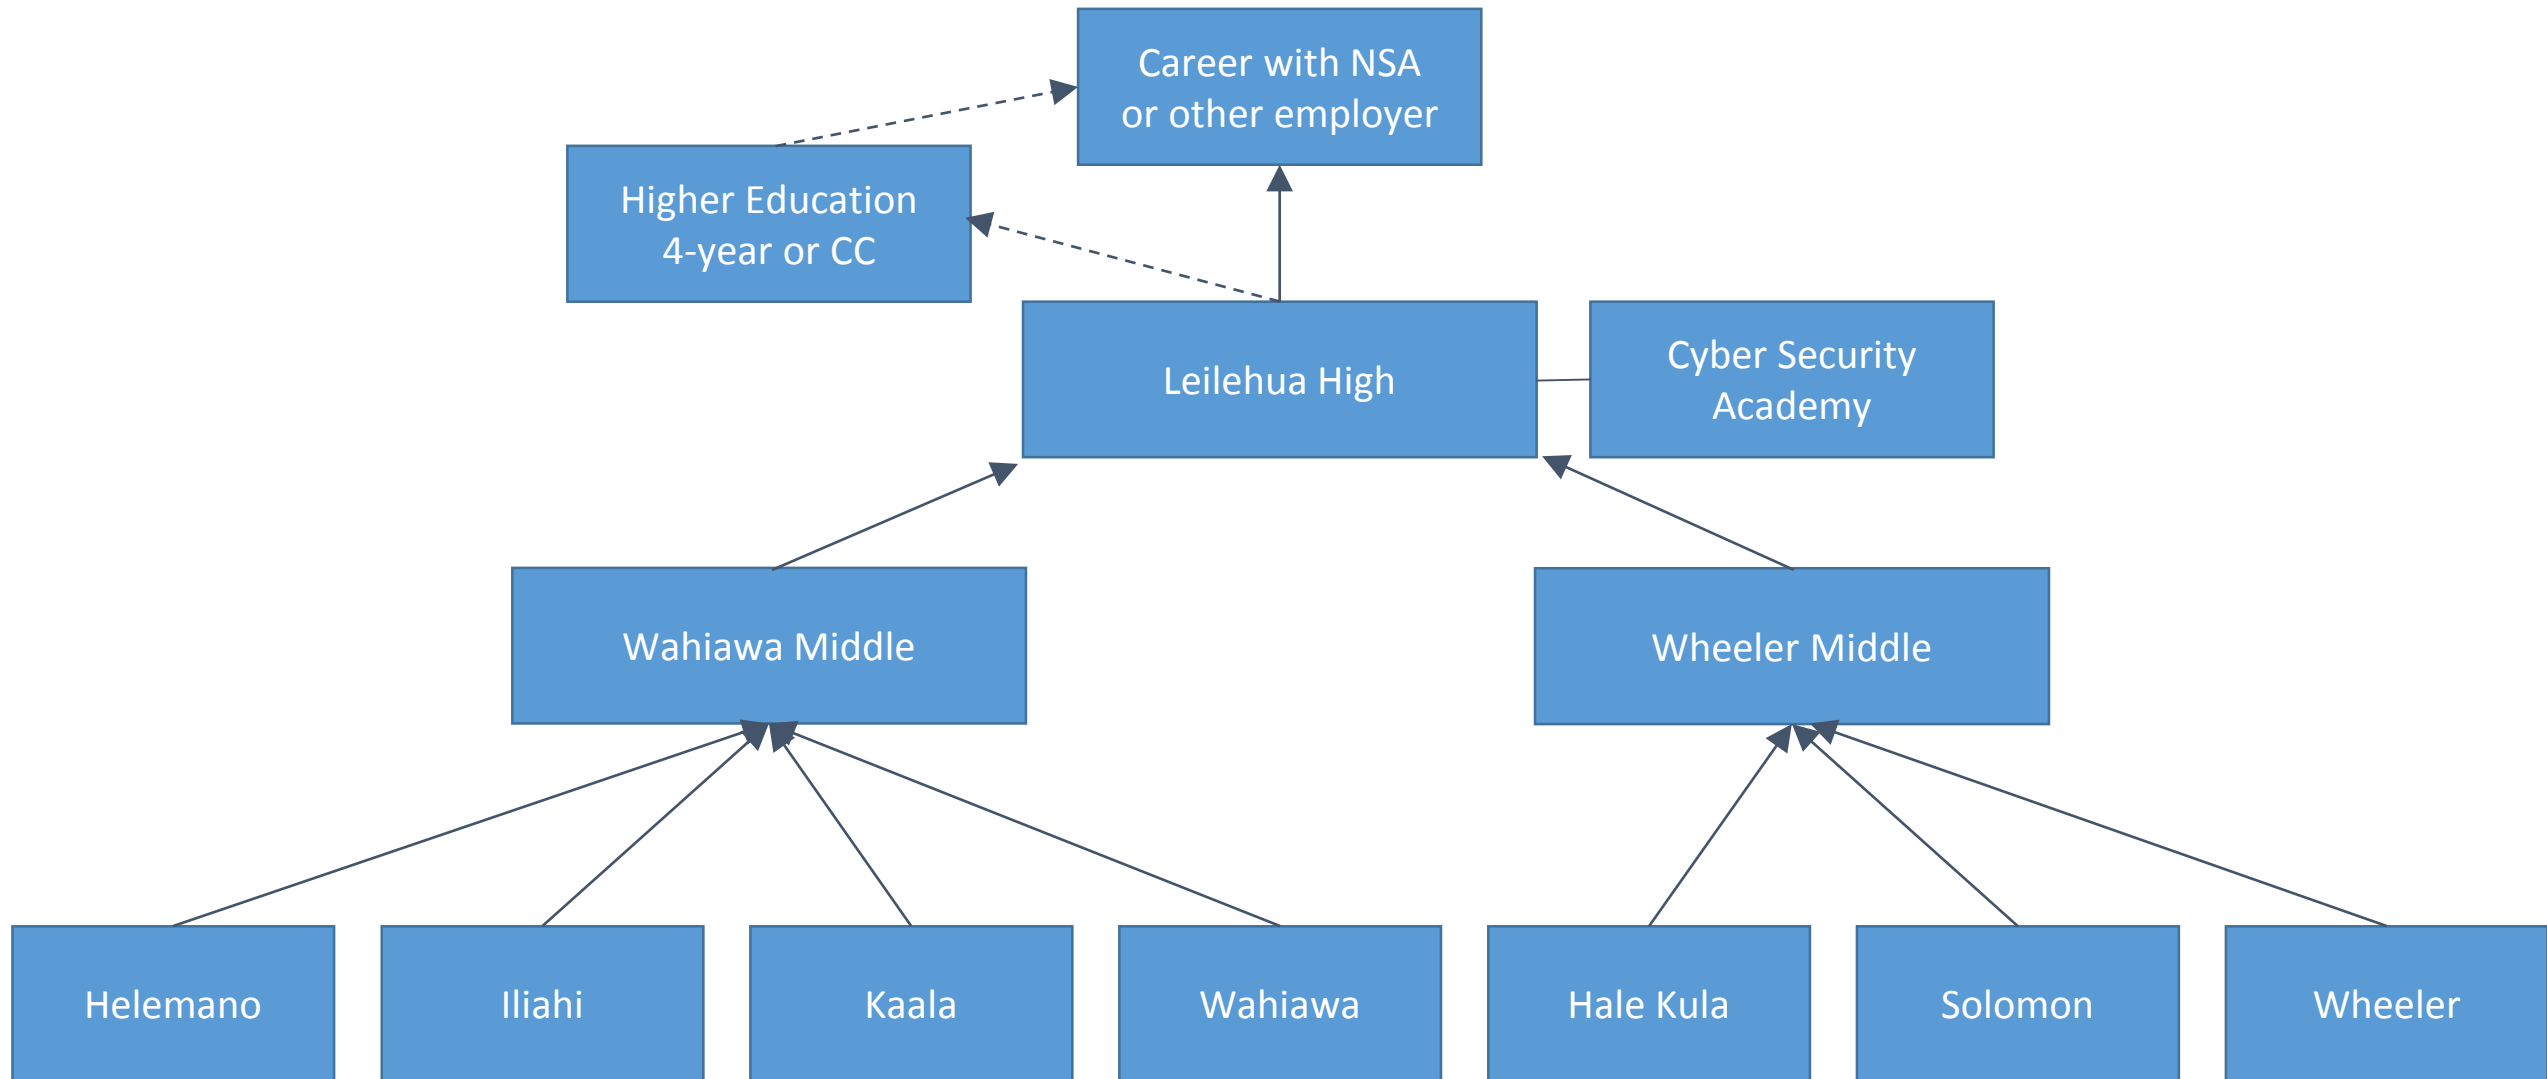 Career with NSA
or other employer
Higher Education
4-year or CC
Leilehua High
Cyber Security
Academy
Wahiawa Middle
Wheeler Middle
Helemano
Iliahi
Kaala
Wahiawa
Hale Kula
Solomon
Wheeler